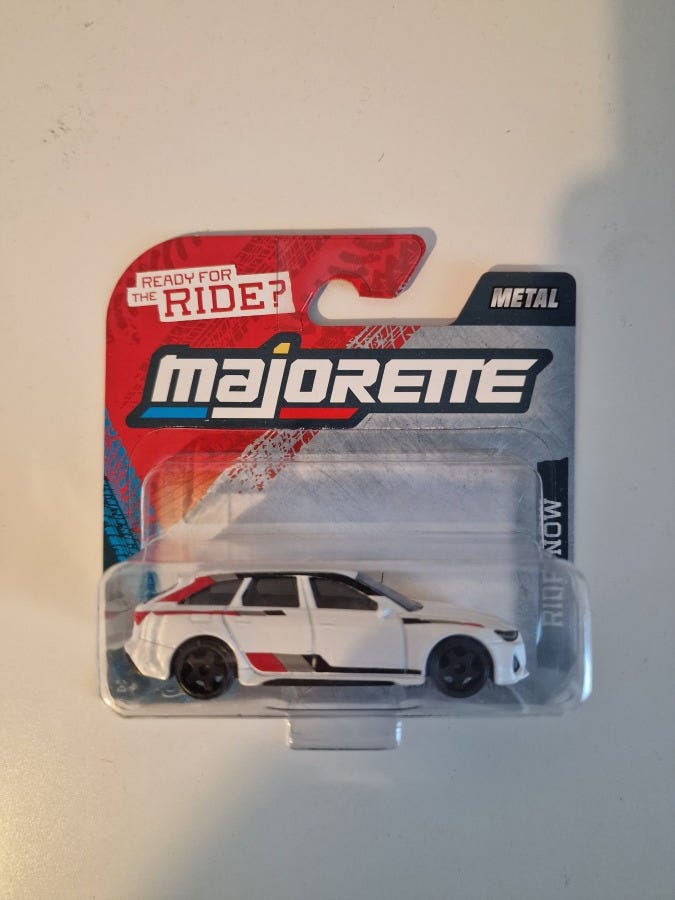 READY FOR
THE RIDE?
METAL
majorette
RIDE NOW